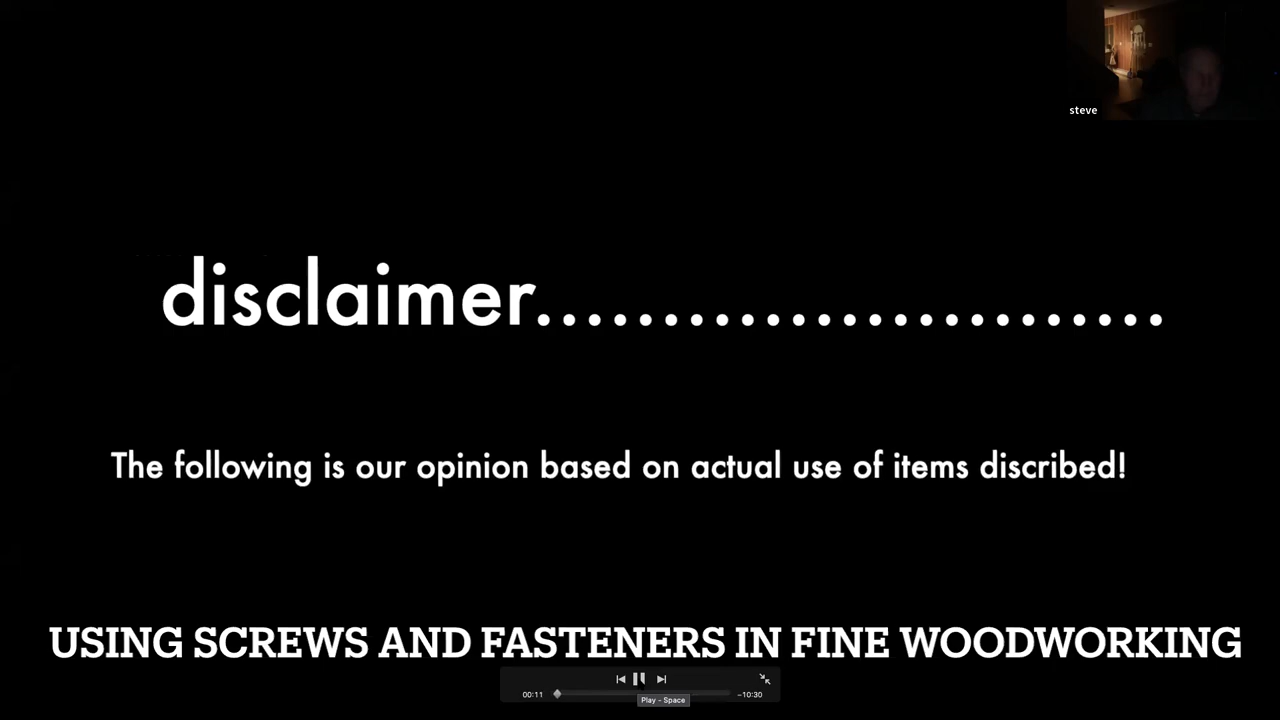 steve
disclaimer.........................
The following is our opinion based on actual use of items discribed!
USING SCREWS AND FASTENERS IN FINE WOODWORKING
00:11
−10:30
Play – Space